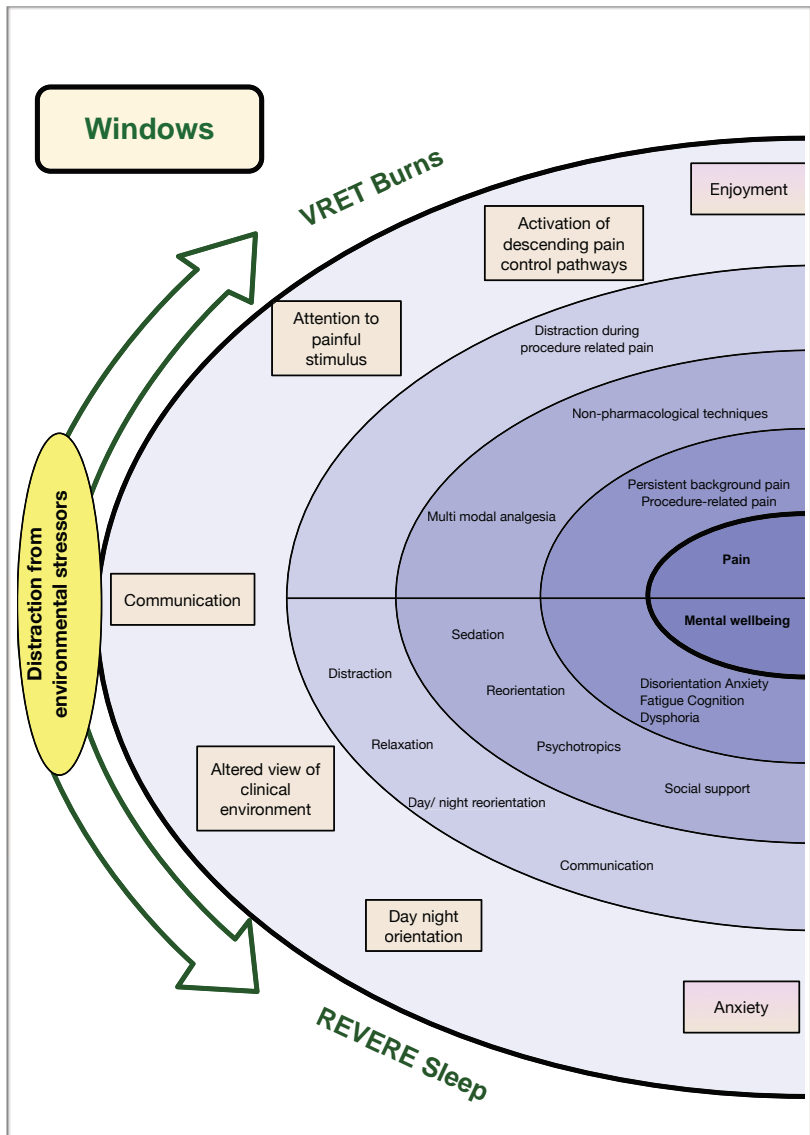 Windows
VRET Burns
Enjoyment
Activation of
descending pain
control pathways
Attention to
painful
stimulus
Distraction during
procedure related pain
Non-pharmacological techniques
Persistent background pain
Procedure-related pain
Multi modal analgesia
Pain
Distraction from
environmental stressors
Communication
Mental wellbeing
Sedation
Distraction
Reorientation
Disorientation Anxiety
Fatigue Cognition
Dysphoria
Relaxation
Psychotropics
Altered view of
clinical
environment
Social support
Day/ night reorientation
Communication
Day night
orientation
Anxiety
REVERE Sleep